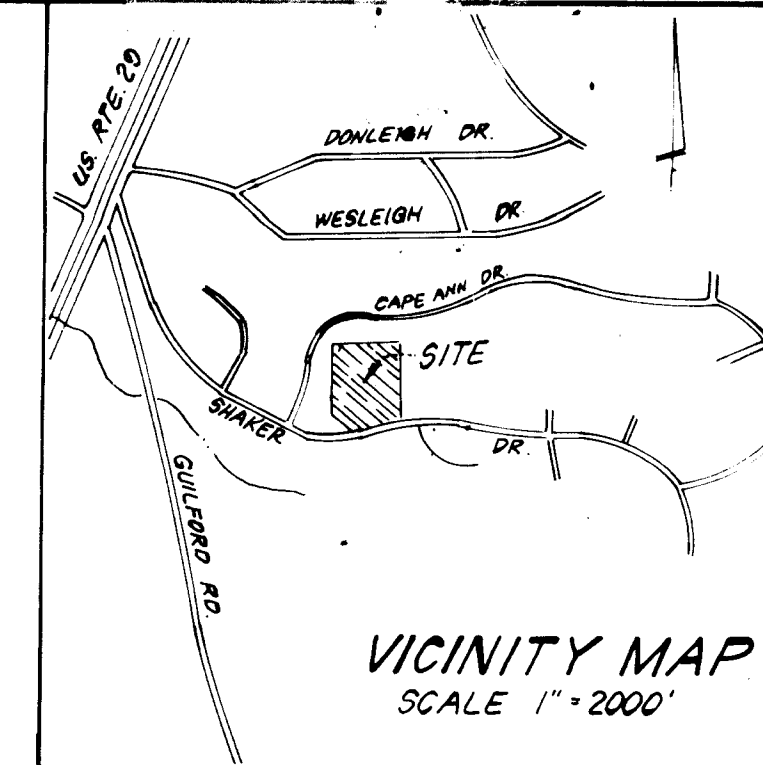 U.S. RTE. 29
DONLEIGH DR.
WESLEIGH DR.
CAPE ANN DR.
SITE
SHAKER DR.
GUILFORD RD.
VICINITY MAP
SCALE 1" = 2000'